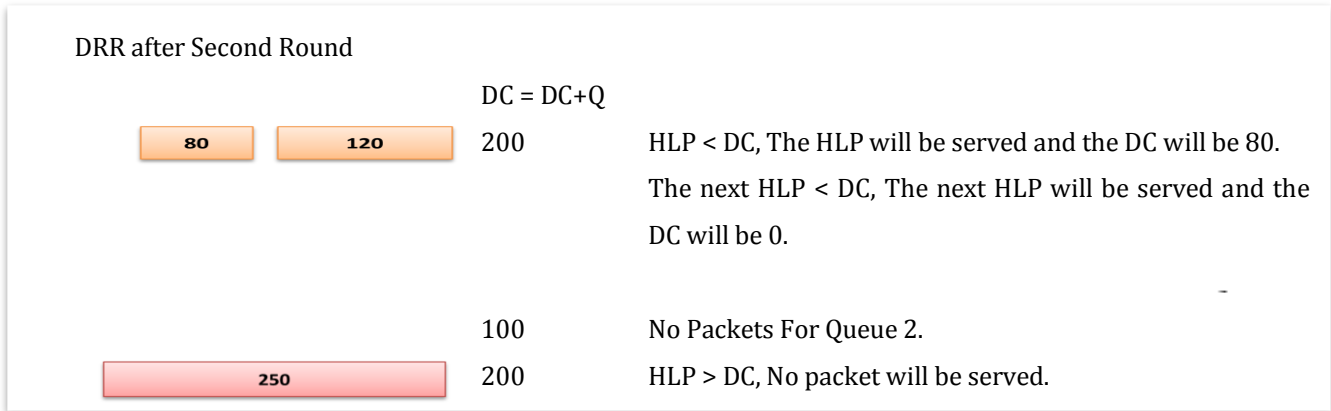 DRR after Second Round
DC = DC+Q
80 120 200 HLP < DC, The HLP will be served and the DC will be 80.
The next HLP < DC, The next HLP will be served and the
DC will be 0.
100 No Packets For Queue 2.
250 200 HLP > DC, No packet will be served.